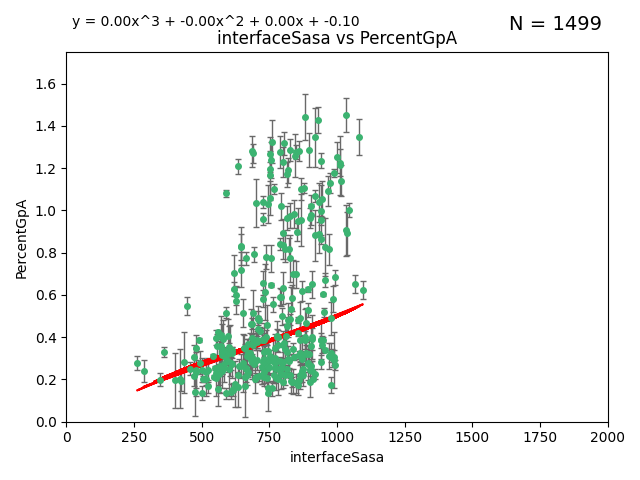 y = 0.00x^3 + -0.00x^2 + 0.00x + -0.10
N = 1499
interfaceSasa vs PercentGpA
1.6
1.4
1.2
1.0
0.8
0.6
0.4
0.2
0.0
PercentGpA
0 250 500 750 1000 1250 1500 1750 2000
interfaceSasa